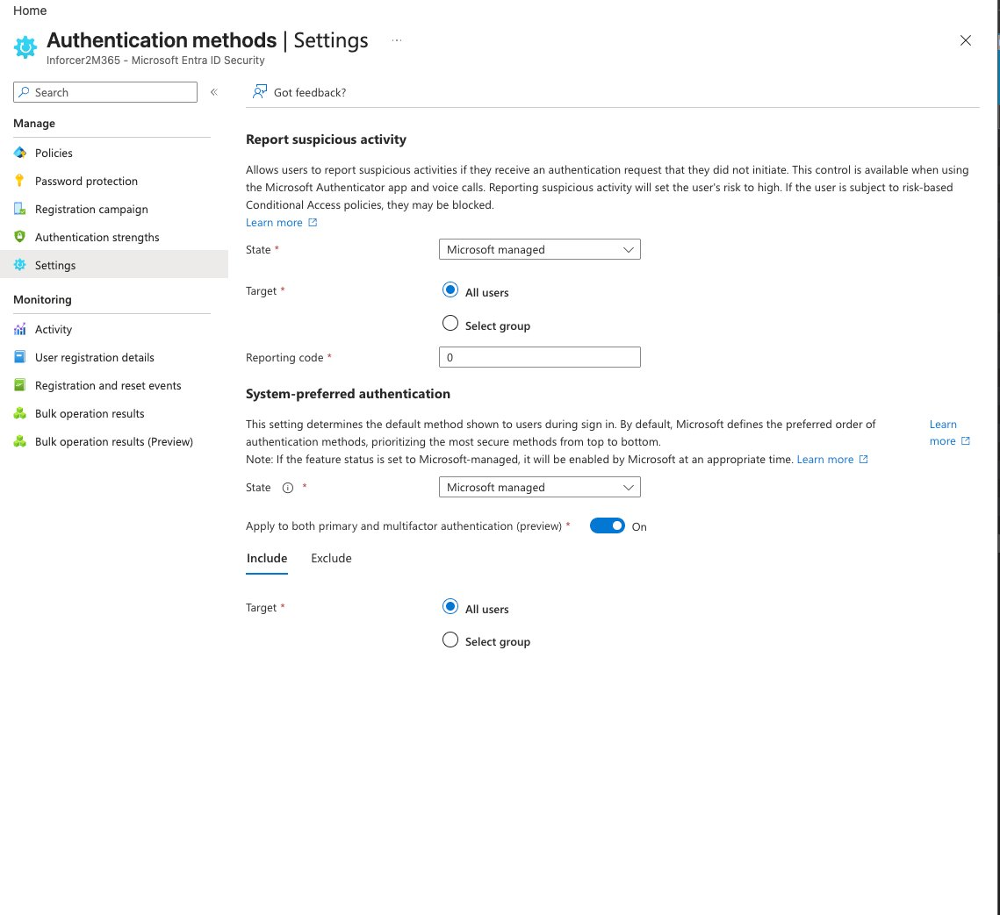 Home
Authentication methods | Settings ...
Inforcer2M365 - Microsoft Entra ID Security
Search
«
Manage
Policies
Password protection
Registration campaign
Authentication strengths
Settings
Monitoring
Activity
User registration details
Registration and reset events
Bulk operation results
Bulk operation results (Preview)
Got feedback?
Report suspicious activity
Allows users to report suspicious activities if they receive an authentication request that they did not initiate. This control is available when using
the Microsoft Authenticator app and voice calls. Reporting suspicious activity will set the user's risk to high. If the user is subject to risk-based
Conditional Access policies, they may be blocked.
Learn more
State * Microsoft managed
Target * All users
Select group
Reporting code * 0
System-preferred authentication
This setting determines the default method shown to users during sign in. By default, Microsoft defines the preferred order of
authentication methods, prioritizing the most secure methods from top to bottom.
Note: If the feature status is set to Microsoft-managed, it will be enabled by Microsoft at an appropriate time. Learn more
Learn
more
State * Microsoft managed
Apply to both primary and multifactor authentication (preview) * On
Include Exclude
Target * All users
Select group